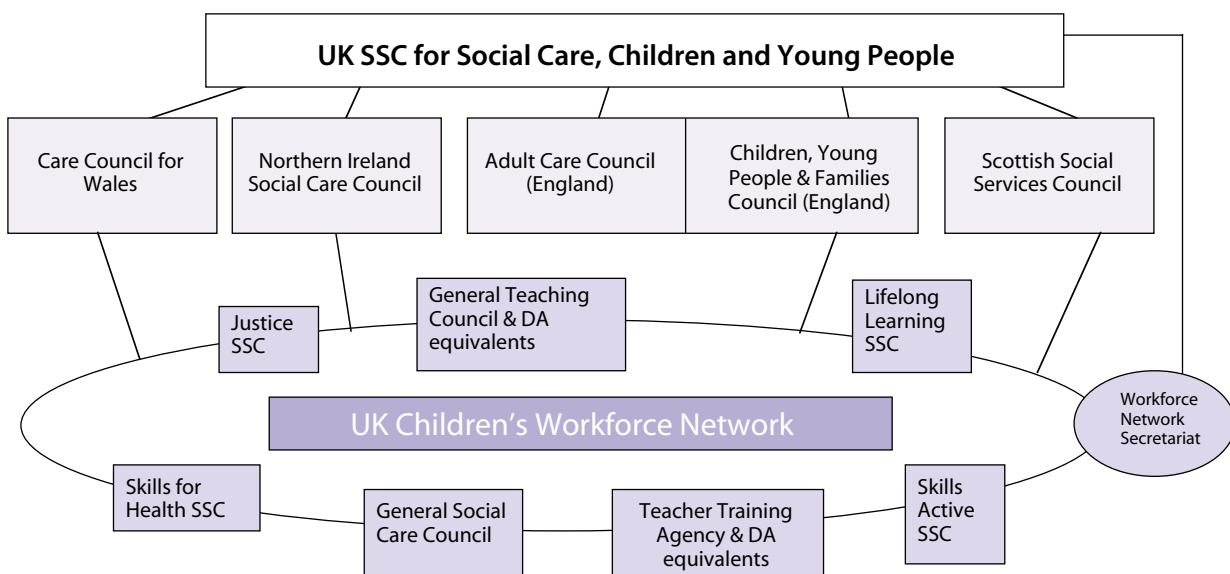 UK SSC for Social Care, Children and Young People
Care Council for
Wales
Northern Ireland
Social Care Council
Adult Care Council
(England)
Children, Young
People & Families
Council (England)
Scottish Social
Services Council
Justice
SSC
General Teaching
Council & DA
equivalents
Lifelong
Learning
SSC
UK Children’s Workforce Network
Workforce
Network
Secretariat
Skills for
Health SSC
General Social
Care Council
Teacher Training
Agency & DA
equivalents
Skills
Active
SSC